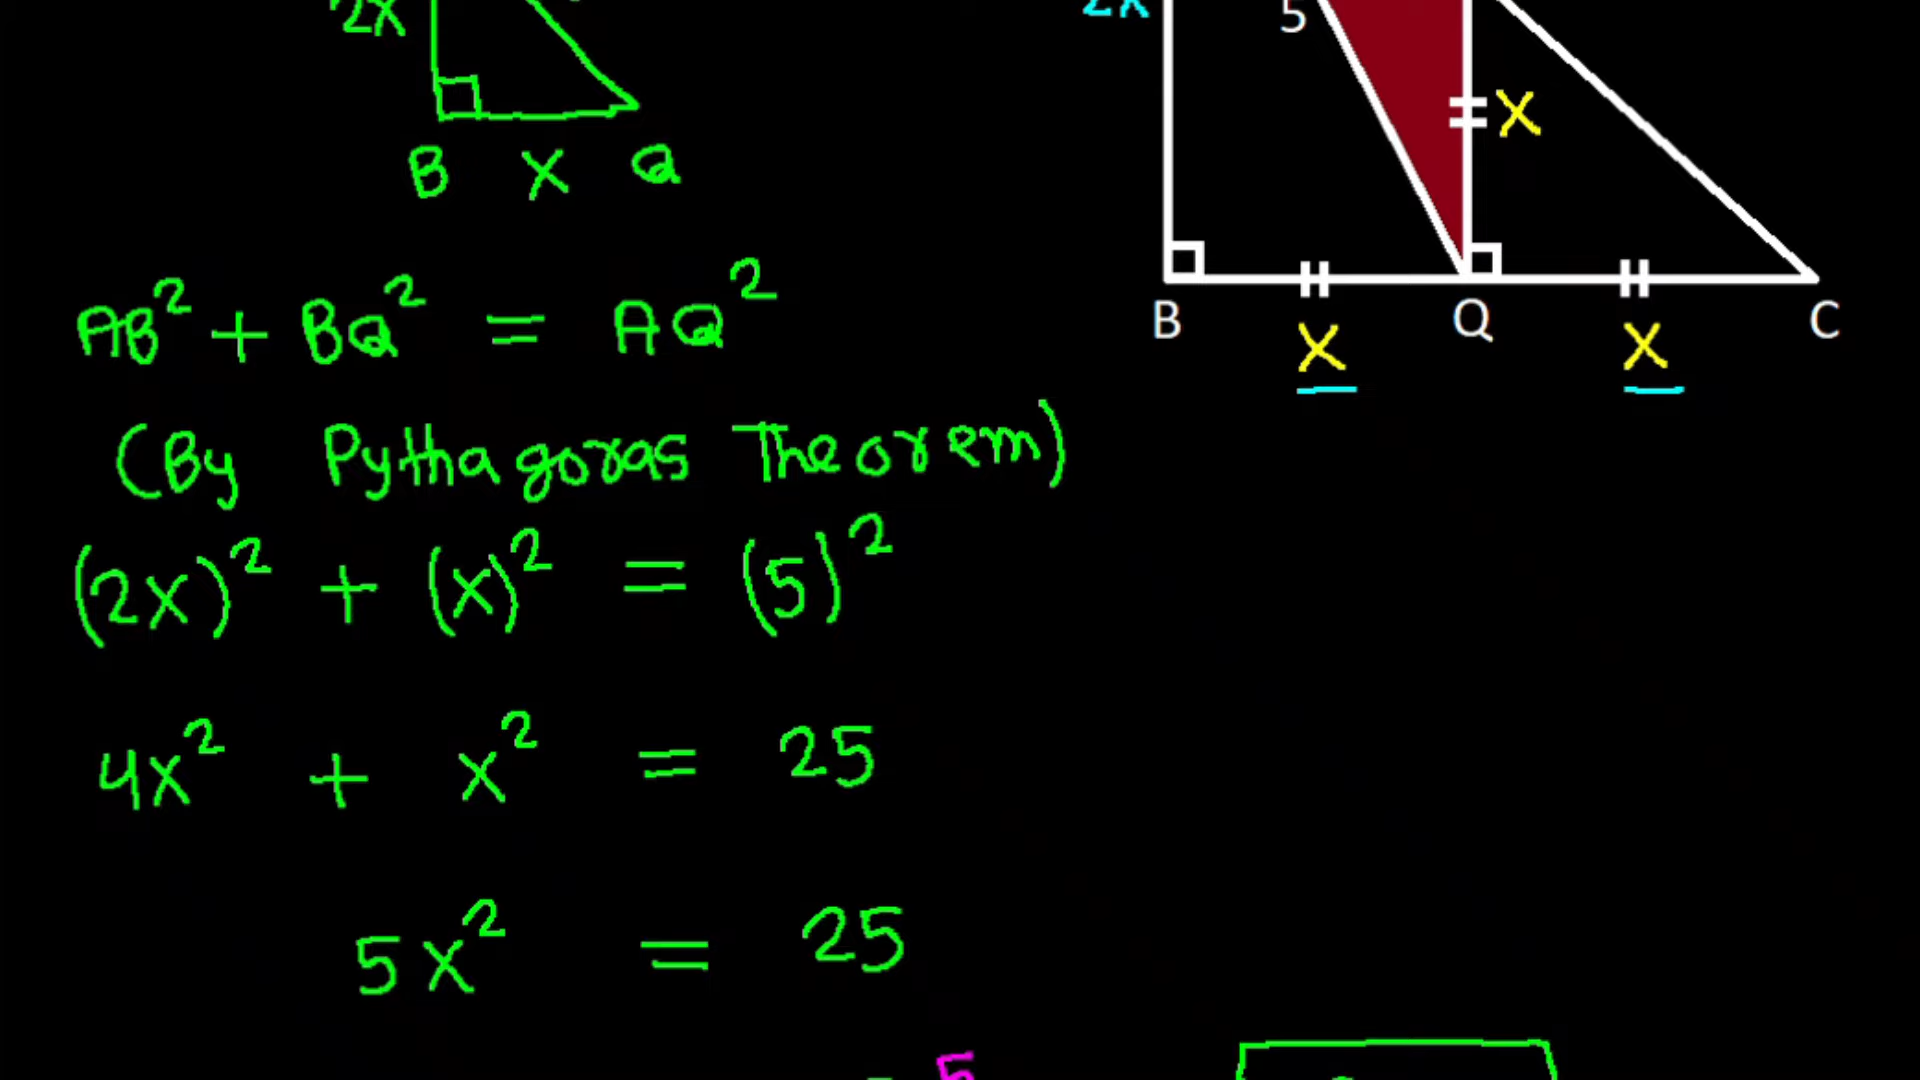 2x
B x Q
AB² + BQ² = AQ²
(By Pythagoras Theorem)
(2x)² + (x)² = (5)²
4x² + x² = 25
5x² = 25
5
2x
5
x
B Q C
x x